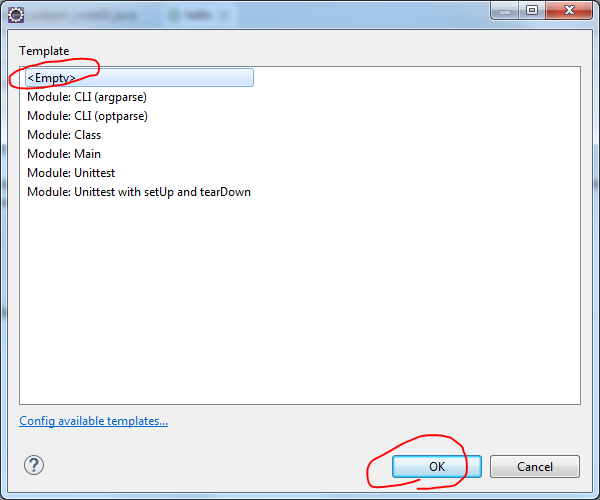 Hello
Template
<Empty>
Module: CLI (argparse)
Module: CLI (optparse)
Module: Class
Module: Main
Module: Unittest
Module: Unittest with setUp and tearDown
Config available templates...
?
OK
Cancel